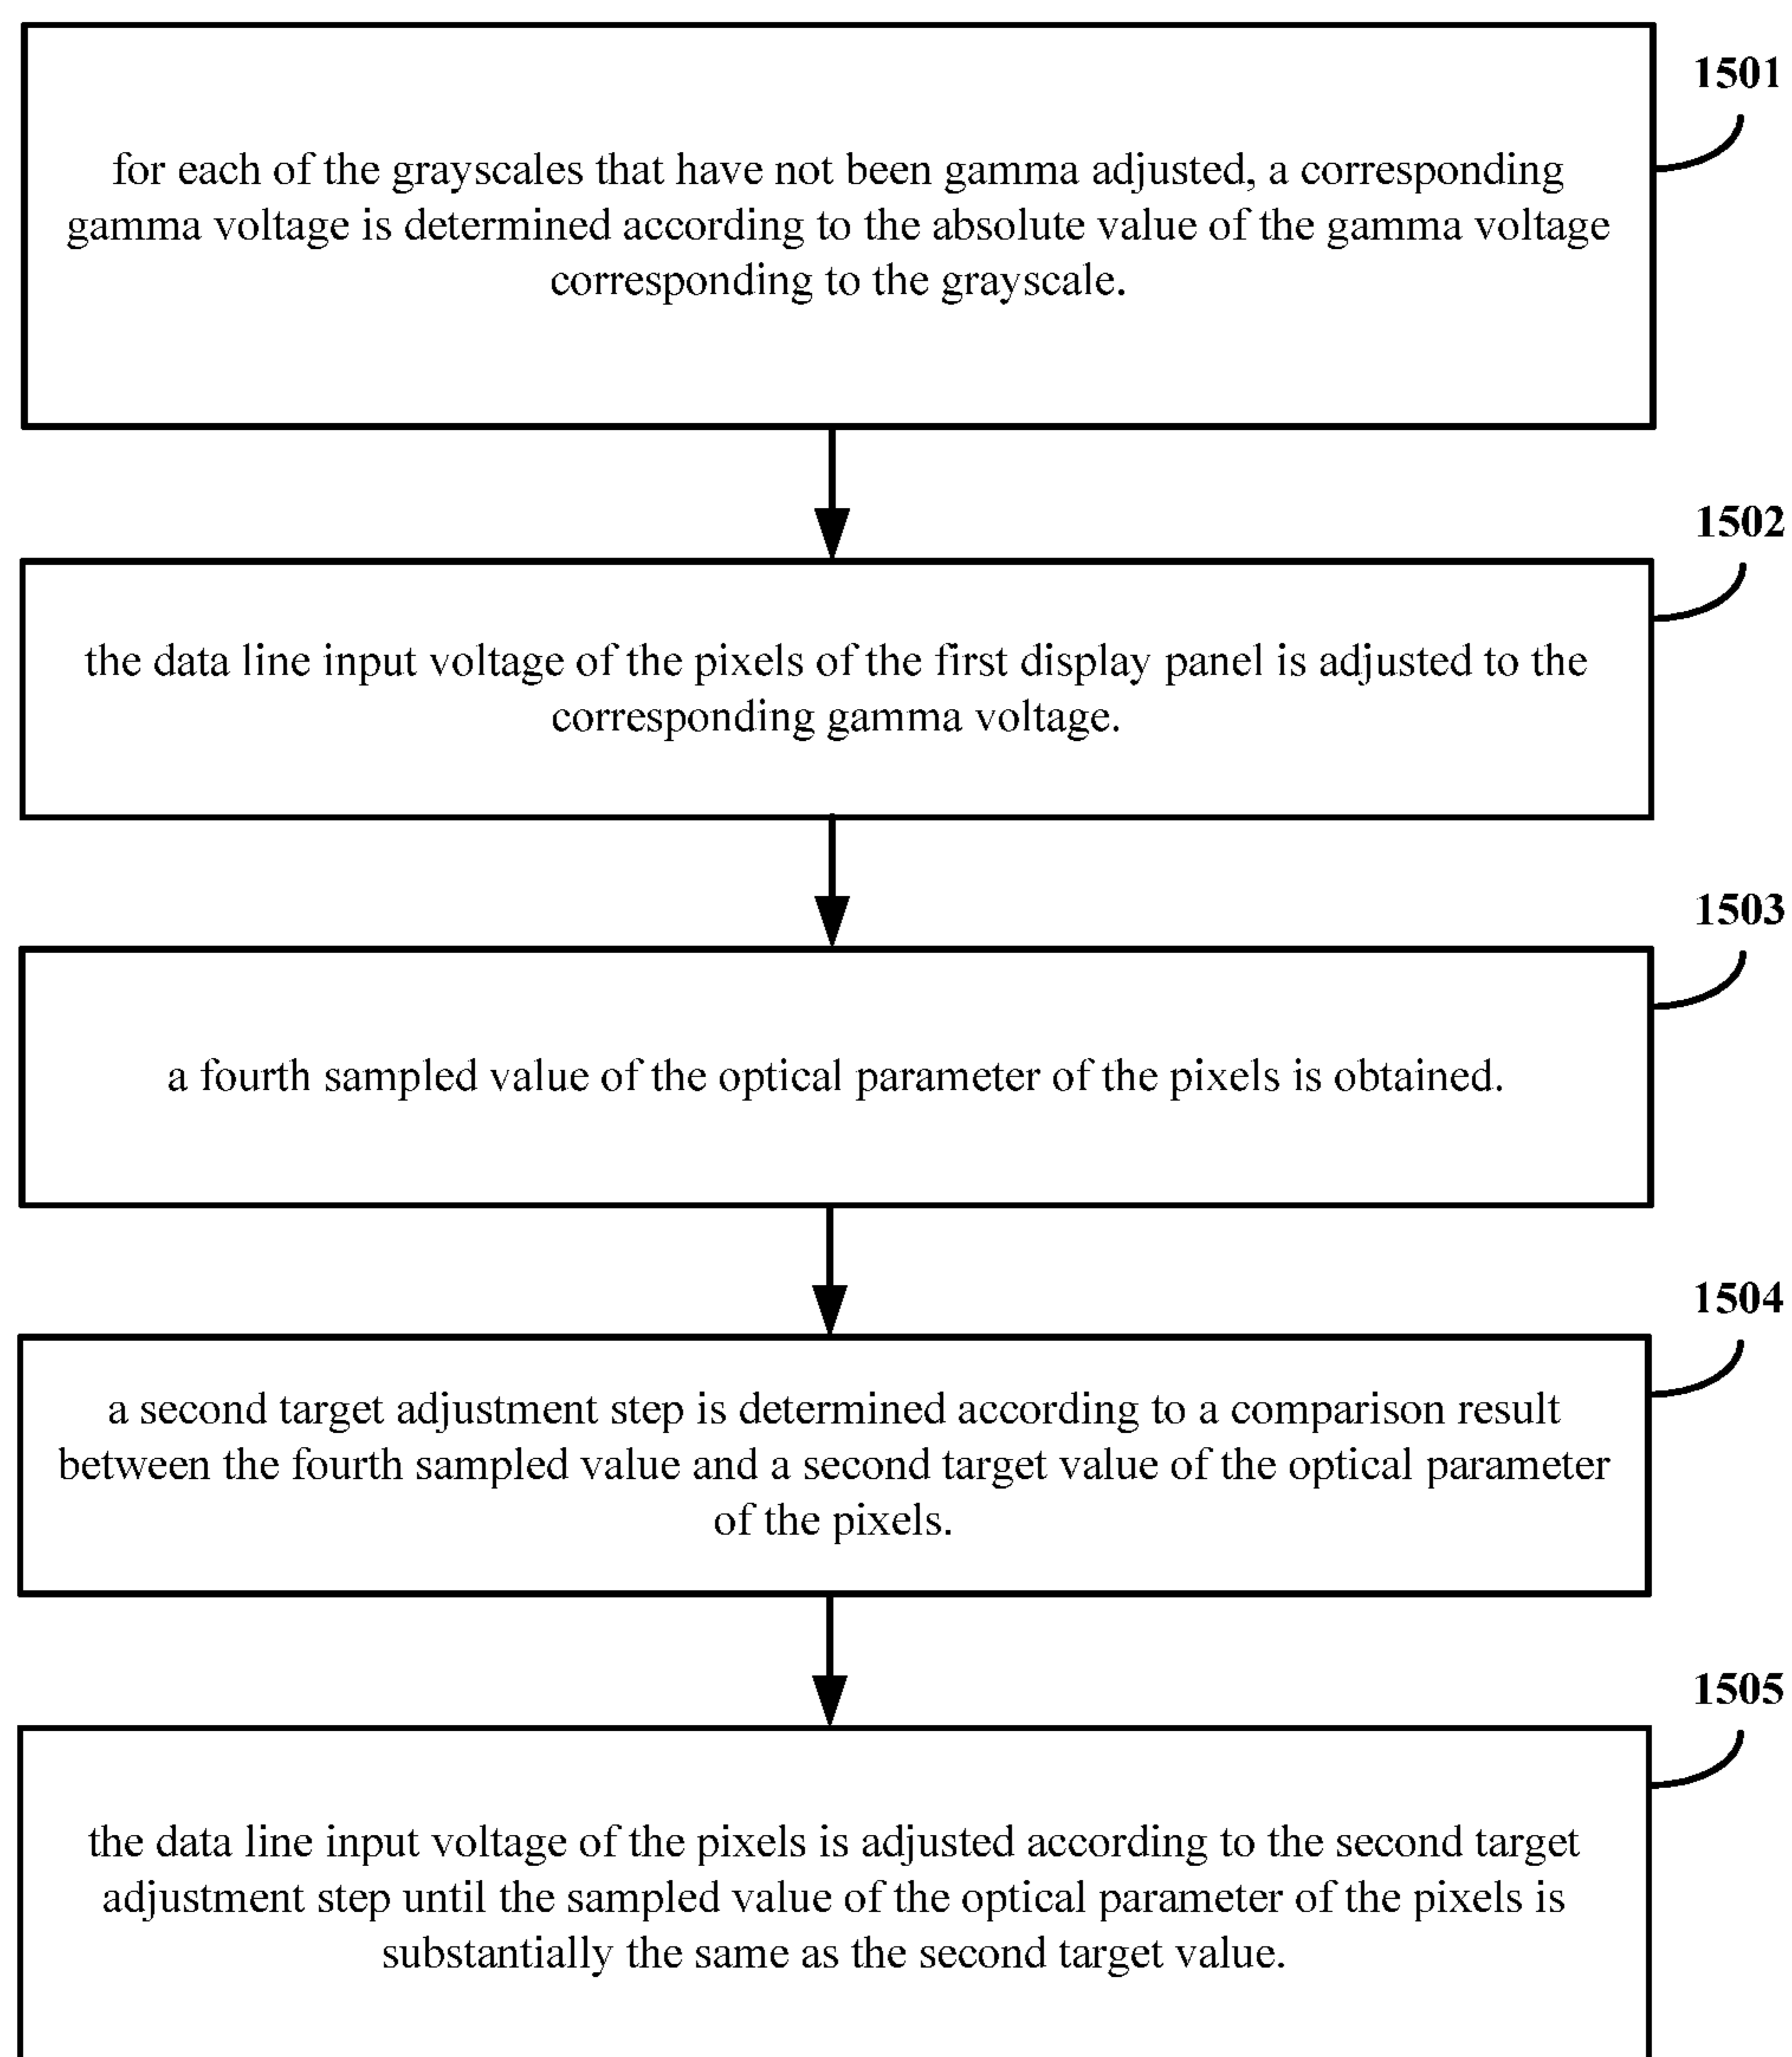 1501
for each of the grayscales that have not been gamma adjusted, a corresponding
gamma voltage is determined according to the absolute value of the gamma voltage
corresponding to the grayscale.
1502
the data line input voltage of the pixels of the first display panel is adjusted to the
corresponding gamma voltage.
1503
a fourth sampled value of the optical parameter of the pixels is obtained.
1504
a second target adjustment step is determined according to a comparison result
between the fourth sampled value and a second target value of the optical parameter
of the pixels.
1505
the data line input voltage of the pixels is adjusted according to the second target
adjustment step until the sampled value of the optical parameter of the pixels is
substantially the same as the second target value.